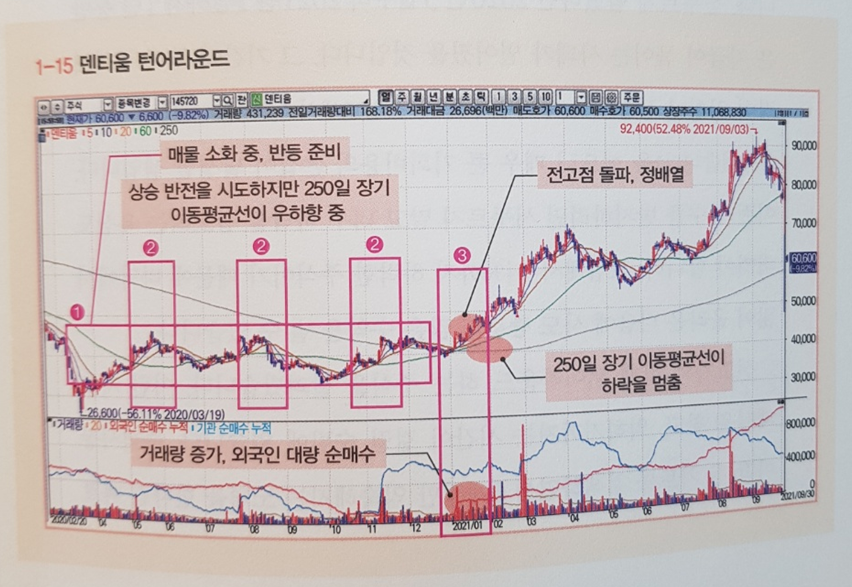 1-15 덴티움 턴어라운드
주식 종목변경 145720 전 신 덴티움 일 주 월 년 분 초 틱 1 3 5 10 1 주문
현재가 60,600 ▼ 6,600 (-9.82%) 거래량 431,239 전일거래량대비 168.18% 거래대금 26,696(백만) 매도호가 60,600 매수호가 60,500 상장주수 11,068,830
덴티움 5 10 20 60 250
92,400(52.48% 2021/09/03)
매물 소화 중, 반등 준비
상승 반전을 시도하지만 250일 장기
이동평균선이 우하향 중
전고점 돌파, 정배열
1
2
2
2
3
90,000
80,000
70,000
60,600
-9.82%
50,000
40,000
30,000
250일 장기 이동평균선이
하락을 멈춤
26,600(-56.11% 2020/03/19)
거래량 20 외국인 순매수 누적 기관 순매수 누적
거래량 증가, 외국인 대량 순매수
800,000
400,000
0
2020/02/20 '04 '05 '06 '07 '08 '09 '10 '11 '12 2021/01 '02 '03 '04 '05 '06 '07 '08 '09 2021/09/30